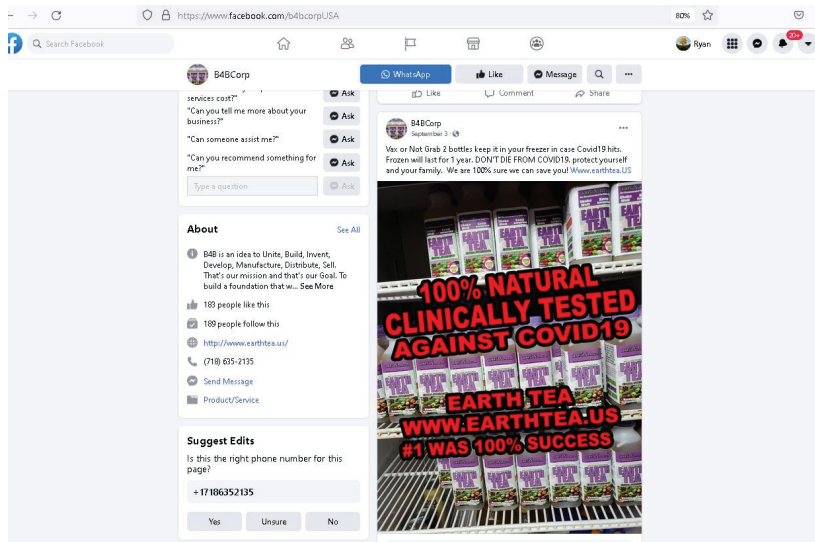 https://www.facebook.com/b4bcorpUSA
80%
Search Facebook
Ryan
20+
B4BCorp
WhatsApp
Like
Message
services cost?"
Ask
"Can you tell me more about your
business?"
Ask
"Can someone assist me?"
Ask
"Can you recommend something for
me?"
Ask
Type a question
Ask
About
See All
B4B is an idea to Unite, Build, Invent,
Develop, Manufacture, Distribute, Sell.
That's our mission and that's our Goal. To
build a foundation that w... See More
183 people like this
189 people follow this
http://www.earthtea.us/
(718) 635-2135
Send Message
Product/Service
Suggest Edits
Is this the right phone number for this
page?
+17186352135
Yes
Unsure
No
Like
Comment
Share
B4BCorp
September 3
Vax or Not Grab 2 bottles keep it in your freezer in case Covid19 hits.
Frozen will last for 1 year. DON'T DIE FROM COVID19. protect yourself
and your family. We are 100% sure we can save you! Www.earthtea.US
EARTH
TEA
100% NATURAL
CLINICALLY TESTED
AGAINST COVID19
EARTH TEA
WWW.EARTHTEA.US
#1 WAS 100% SUCCESS